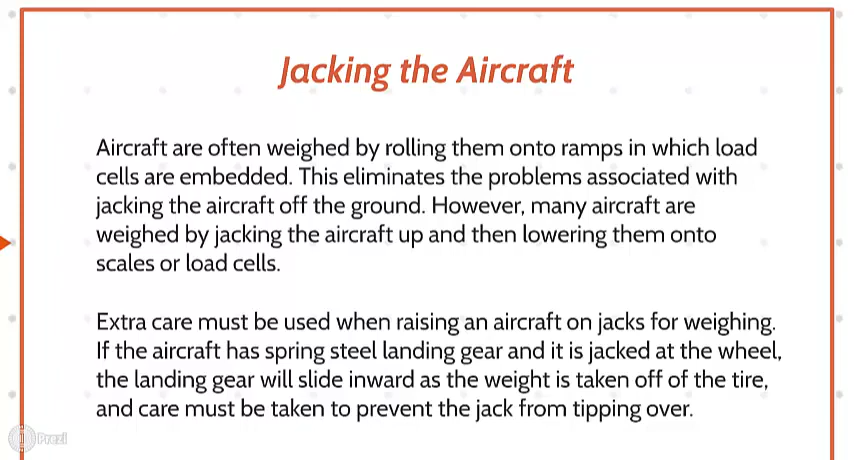 Jacking the Aircraft
Aircraft are often weighed by rolling them onto ramps in which load
cells are embedded. This eliminates the problems associated with
jacking the aircraft off the ground. However, many aircraft are
weighed by jacking the aircraft up and then lowering them onto
scales or load cells.
Extra care must be used when raising an aircraft on jacks for weighing.
If the aircraft has spring steel landing gear and it is jacked at the wheel,
the landing gear will slide inward as the weight is taken off of the tire,
and care must be taken to prevent the jack from tipping over.
Prezi